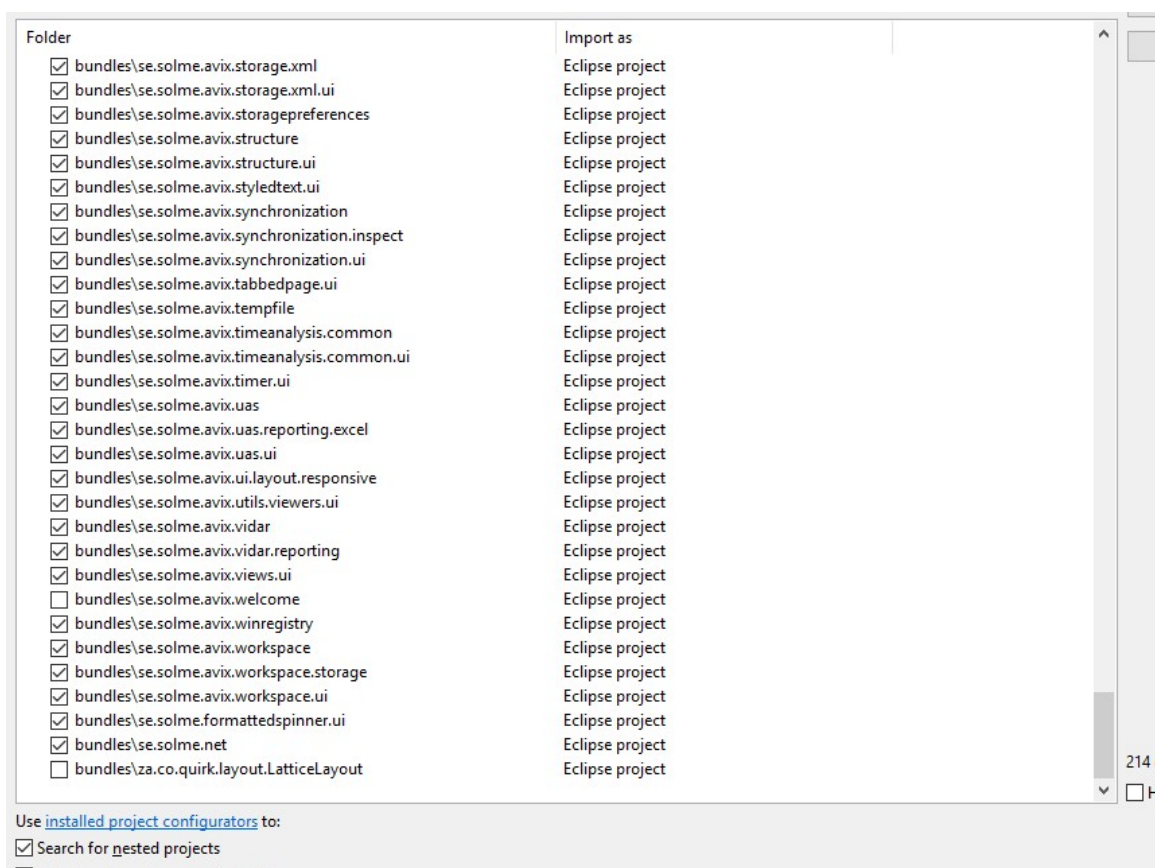 Folder Import as
bundles\se.solme.avix.storage.xml Eclipse project
bundles\se.solme.avix.storage.xml.ui Eclipse project
bundles\se.solme.avix.storagepreferences Eclipse project
bundles\se.solme.avix.structure Eclipse project
bundles\se.solme.avix.structure.ui Eclipse project
bundles\se.solme.avix.styledtext.ui Eclipse project
bundles\se.solme.avix.synchronization Eclipse project
bundles\se.solme.avix.synchronization.inspect Eclipse project
bundles\se.solme.avix.synchronization.ui Eclipse project
bundles\se.solme.avix.tabbedpage.ui Eclipse project
bundles\se.solme.avix.tempfile Eclipse project
bundles\se.solme.avix.timeanalysis.common Eclipse project
bundles\se.solme.avix.timeanalysis.common.ui Eclipse project
bundles\se.solme.avix.timer.ui Eclipse project
bundles\se.solme.avix.uas Eclipse project
bundles\se.solme.avix.uas.reporting.excel Eclipse project
bundles\se.solme.avix.uas.ui Eclipse project
bundles\se.solme.avix.ui.layout.responsive Eclipse project
bundles\se.solme.avix.utils.viewers.ui Eclipse project
bundles\se.solme.avix.vidar Eclipse project
bundles\se.solme.avix.vidar.reporting Eclipse project
bundles\se.solme.avix.views.ui Eclipse project
bundles\se.solme.avix.welcome Eclipse project
bundles\se.solme.avix.winregistry Eclipse project
bundles\se.solme.avix.workspace Eclipse project
bundles\se.solme.avix.workspace.storage Eclipse project
bundles\se.solme.avix.workspace.ui Eclipse project
bundles\se.solme.formattedspinner.ui Eclipse project
bundles\se.solme.net Eclipse project
bundles\za.co.quirk.layout.LatticeLayout Eclipse project
214
Use installed project configurators to:
Search for nested projects